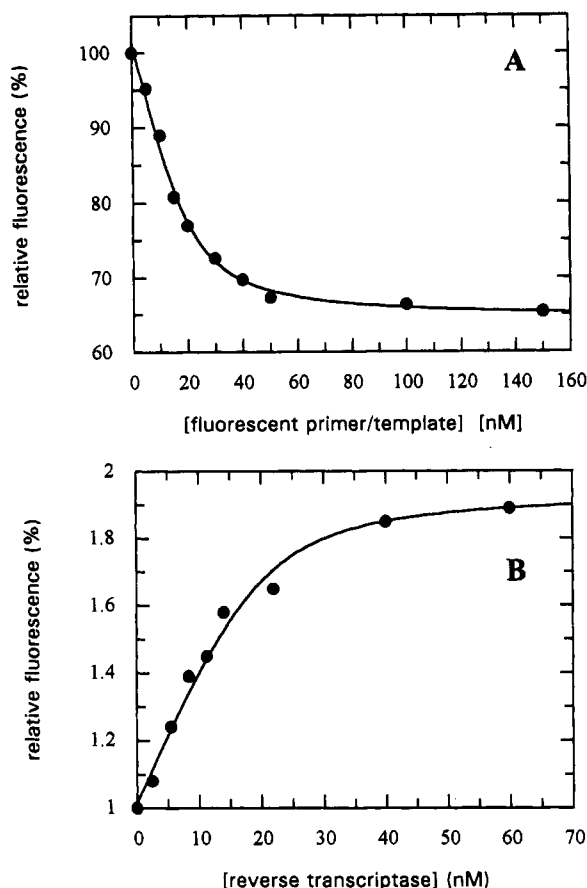 A
relative fluorescence (%)
100
90
80
70
60
0 20 40 60 80 100 120 140 160
[fluorescent primer/template] [nM]
B
relative fluorescence (%)
2
1.8
1.6
1.4
1.2
1
0 10 20 30 40 50 60 70
[reverse transcriptase] (nM)